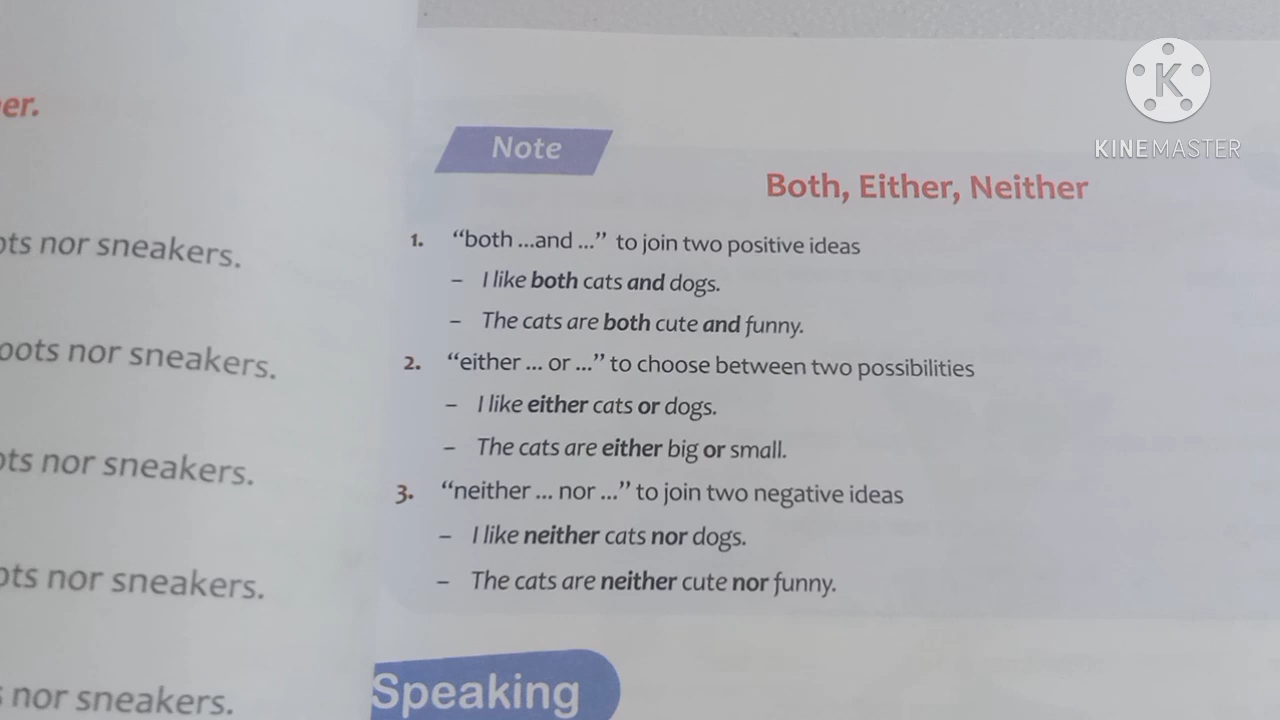 er.
nor sneakers.
nor sneakers.
nor sneakers.
nor sneakers.
nor sneakers.
Note
Both, Either, Neither
1. “both ...and ...” to join two positive ideas
– I like both cats and dogs.
– The cats are both cute and funny.
2. “either ... or ...” to choose between two possibilities
– I like either cats or dogs.
– The cats are either big or small.
3. “neither ... nor ...” to join two negative ideas
– I like neither cats nor dogs.
– The cats are neither cute nor funny.
Speaking
K
KINEMASTER